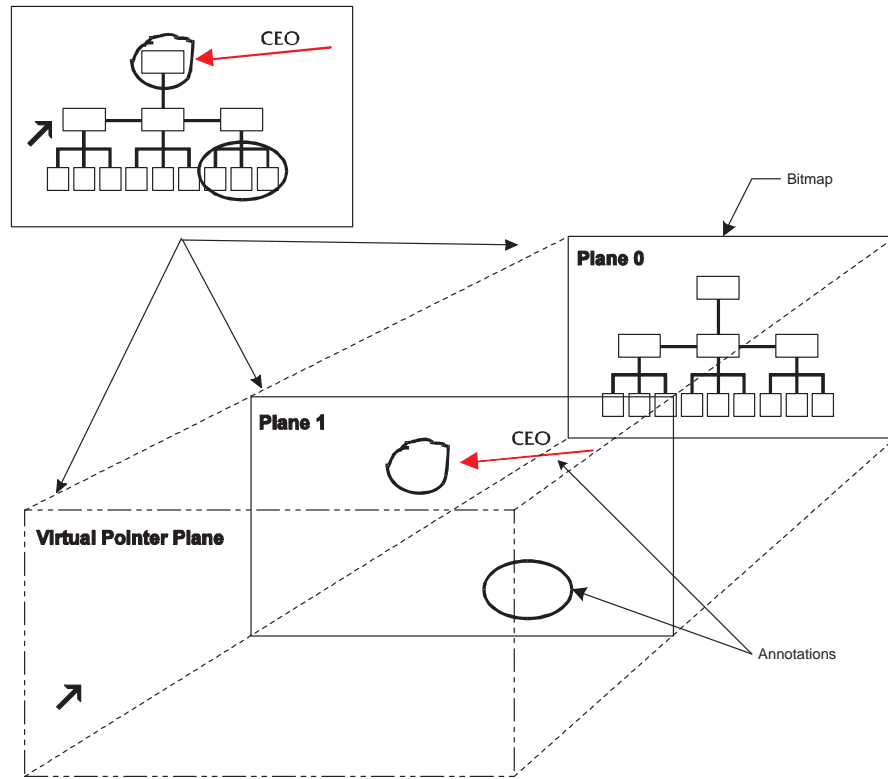 CEO
Bitmap
Plane 0
Plane 1
CEO
Virtual Pointer Plane
Annotations